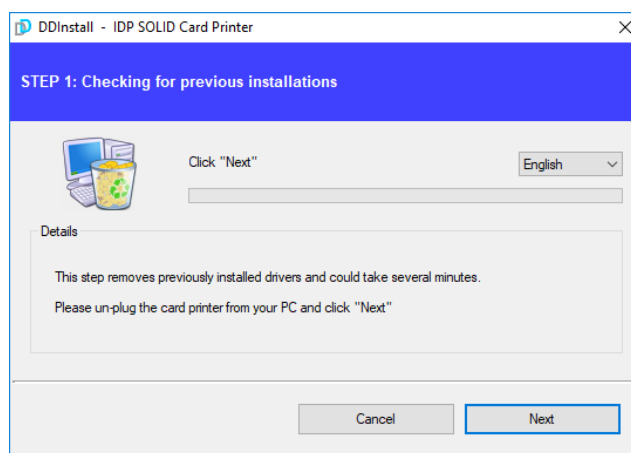 DDInstall - IDP SOLID Card Printer
STEP 1: Checking for previous installations
Click "Next"
English
Details
This step removes previously installed drivers and could take several minutes.
Please un-plug the card printer from your PC and click "Next"
Cancel
Next